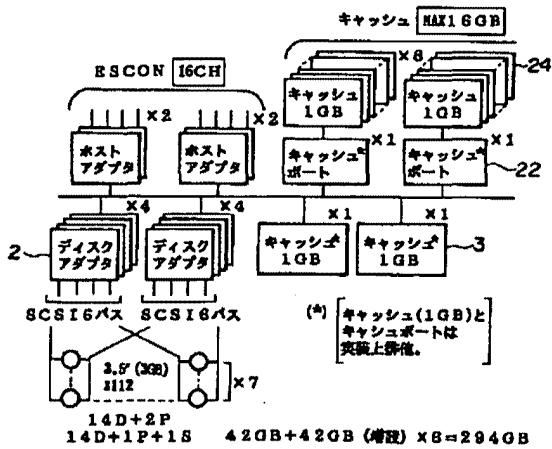 キャッシュ MAX16GB
ESCON 16CH
×8
×8
24
キャッシュ
1GB
キャッシュ
1GB
×2
×2
ホスト
アダプタ
ホスト
アダプタ
×1
×1
キャッシュ*
ポート
キャッシュ*
ポート
22
×4
×4
×1
×1
2
ディスク
アダプタ
ディスク
アダプタ
キャッシュ*
1GB
キャッシュ*
1GB
3
SCSI6パス
SCSI6パス
(*) キャッシュ(1GB)と
キャシュポートは
実装上排他。
3.5″(3GB)
×112
×7
14D+2P
14D+1P+1S
42GB+42GB (増設) ×6=294GB